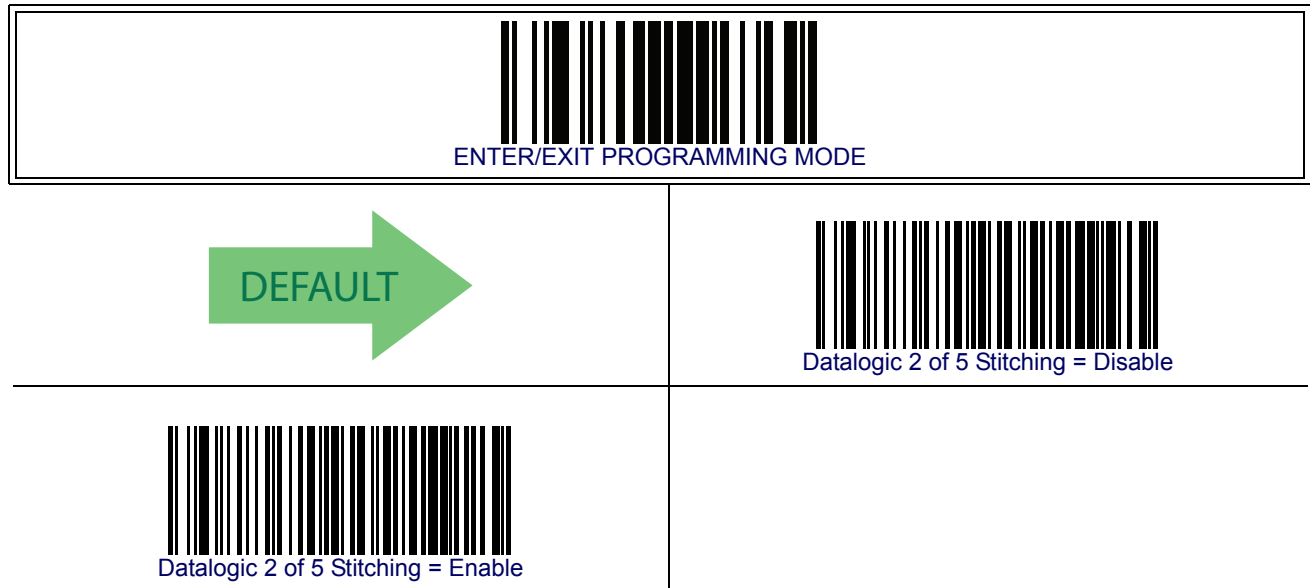 ENTER/EXIT PROGRAMMING MODE
DEFAULT
Datalogic 2 of 5 Stitching = Disable
Datalogic 2 of 5 Stitching = Enable